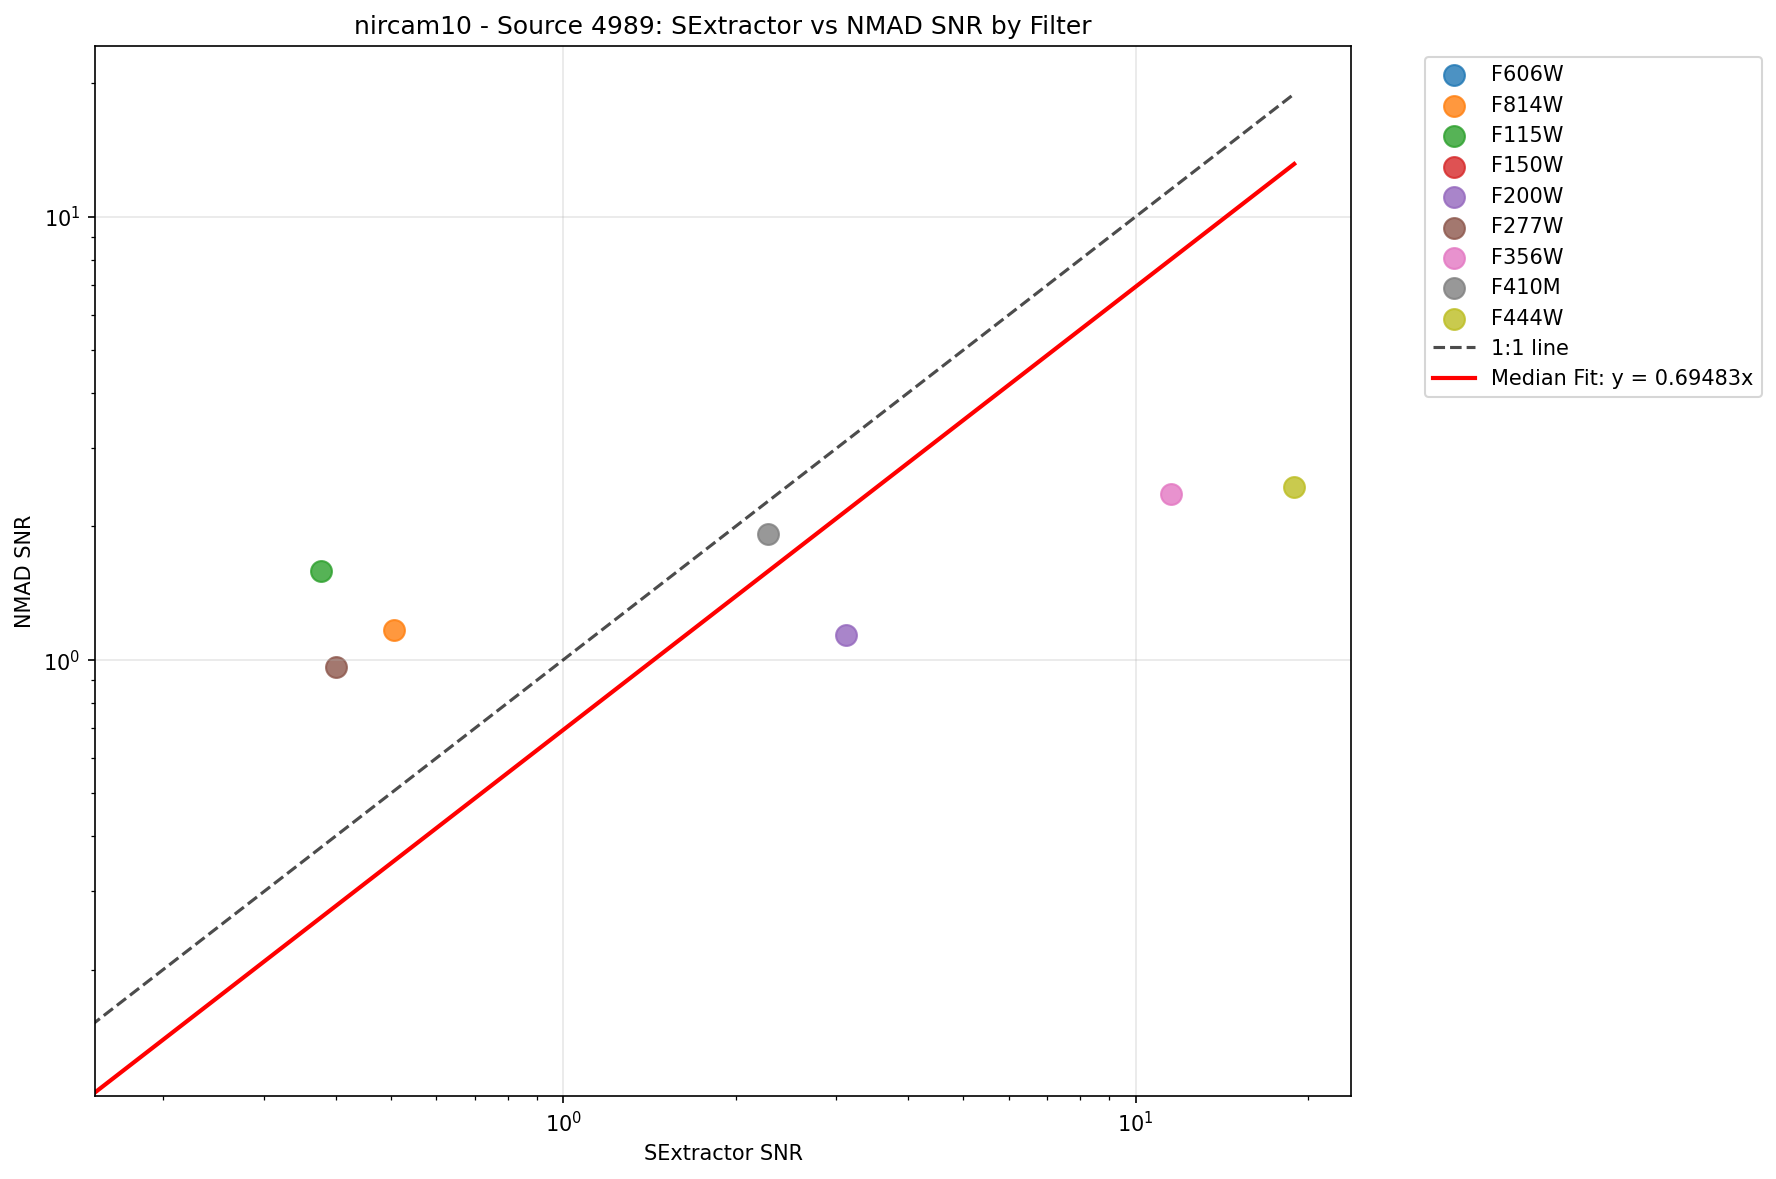 nircam10 - Source 4989: SExtractor vs NMAD SNR by Filter
F606W
F814W
F115W
F150W
F200W
F277W
F356W
F410M
F444W
1:1 line
Median Fit: y = 0.69483x
NMAD SNR
10¹
10⁰
10⁰
10¹
SExtractor SNR